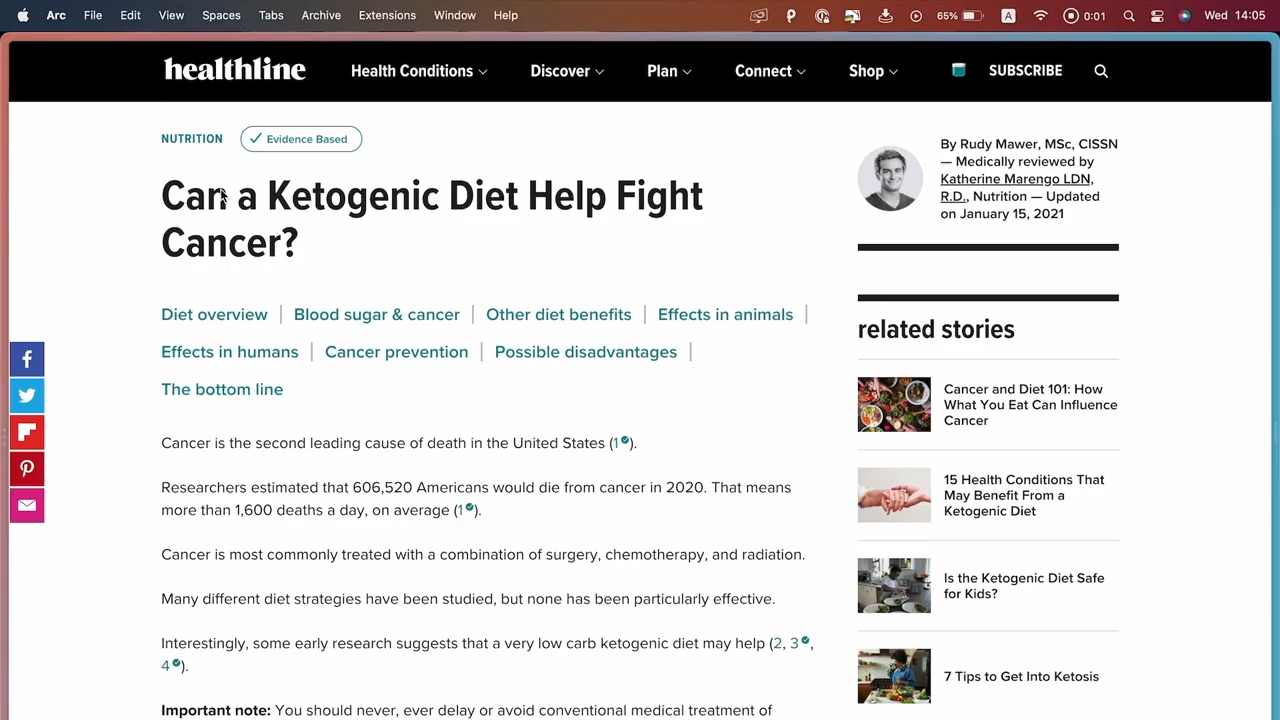 Arc File Edit View Spaces Tabs Archive Extensions Window Help 65% A 0:01 Wed 14:05
healthline Health Conditions Discover Plan Connect Shop SUBSCRIBE
NUTRITION Evidence Based
Can a Ketogenic Diet Help Fight
Cancer?
Diet overview | Blood sugar & cancer | Other diet benefits | Effects in animals |
Effects in humans | Cancer prevention | Possible disadvantages |
The bottom line
Cancer is the second leading cause of death in the United States (1).
Researchers estimated that 606,520 Americans would die from cancer in 2020. That means
more than 1,600 deaths a day, on average (1).
Cancer is most commonly treated with a combination of surgery, chemotherapy, and radiation.
Many different diet strategies have been studied, but none has been particularly effective.
Interestingly, some early research suggests that a very low carb ketogenic diet may help (2, 3,
4).
Important note: You should never, ever delay or avoid conventional medical treatment of
By Rudy Mawer, MSc, CISSN
— Medically reviewed by
Katherine Marengo LDN,
R.D., Nutrition — Updated
on January 15, 2021
related stories
Cancer and Diet 101: How
What You Eat Can Influence
Cancer
15 Health Conditions That
May Benefit From a
Ketogenic Diet
Is the Ketogenic Diet Safe
for Kids?
7 Tips to Get Into Ketosis